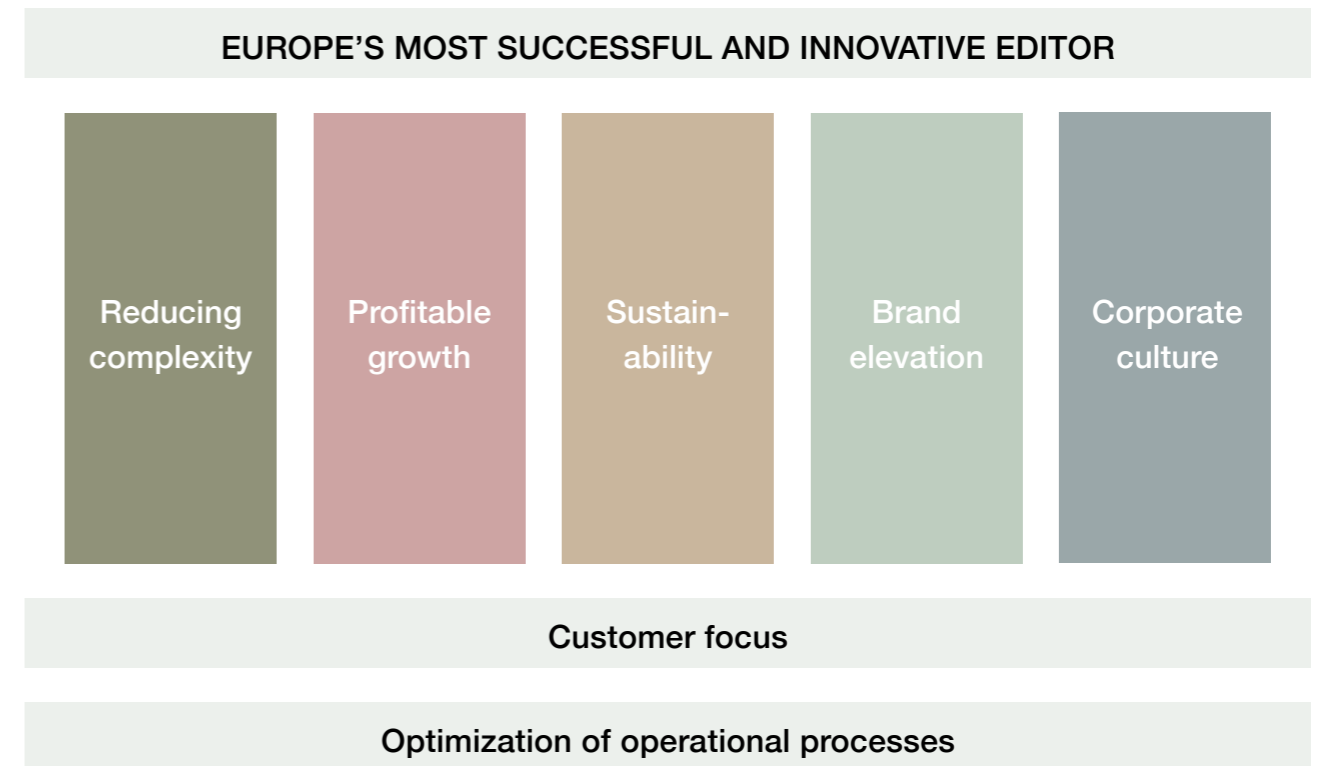 EUROPE’S MOST SUCCESSFUL AND INNOVATIVE EDITOR
Reducing
complexity
Profitable
growth
Sustain-
ability
Brand
elevation
Corporate
culture
Customer focus
Optimization of operational processes